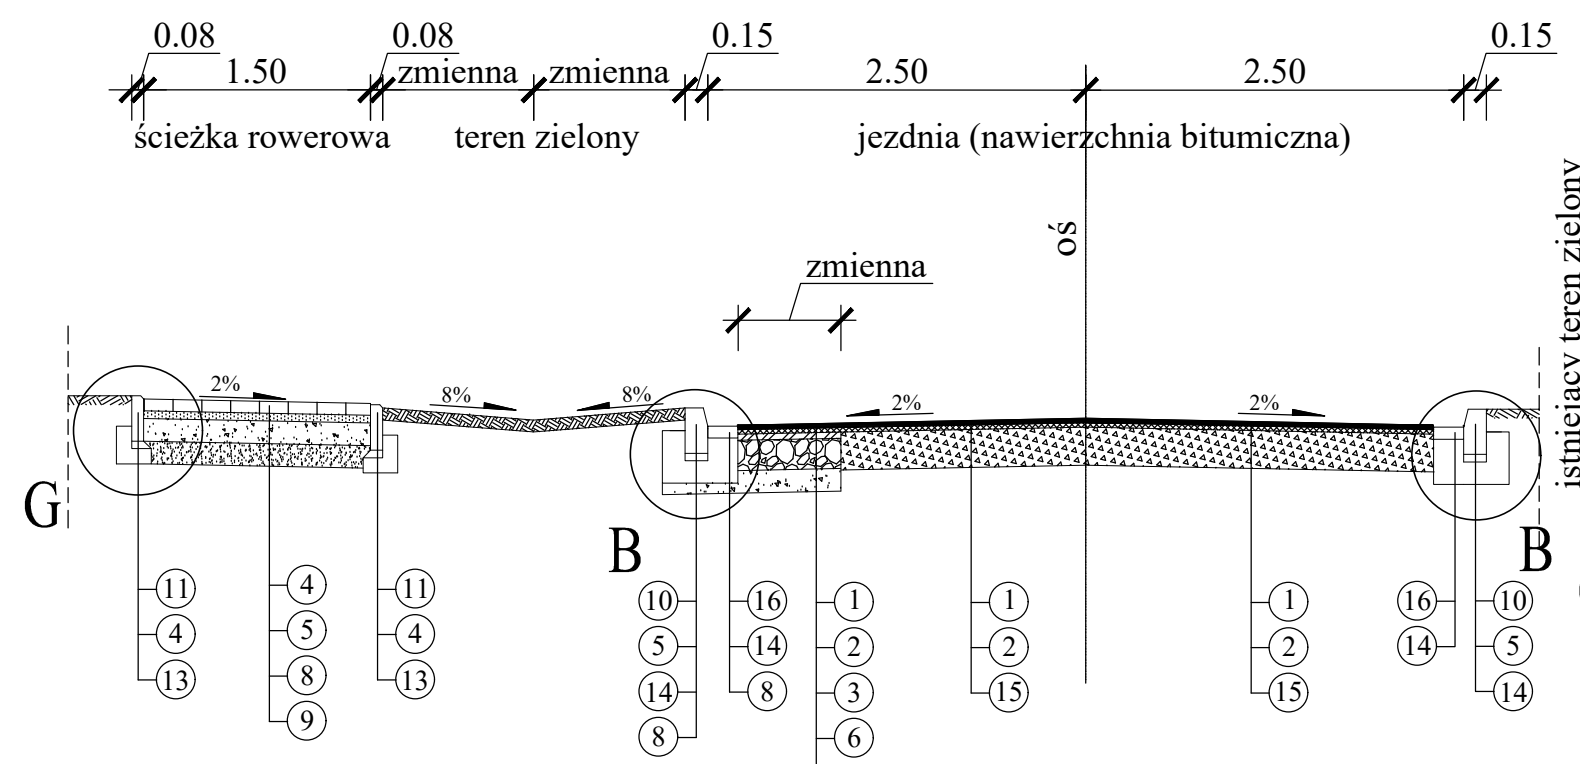 0.08 0.08 0.15 0.15
1.50 zmienna zmienna 2.50 2.50
ścieżka rowerowa teren zielony jezdnia (nawierzchnia bitumiczna)
istniejący teren zielony
oś
zmienna
2% 8% 8% 2% 2%
G
B B
11 4 11 10 16 1 1 1 16 10
4 5 4 5 14 2 2 2 14 5
13 8 13 14 8 3 15 15 14
9 8 6